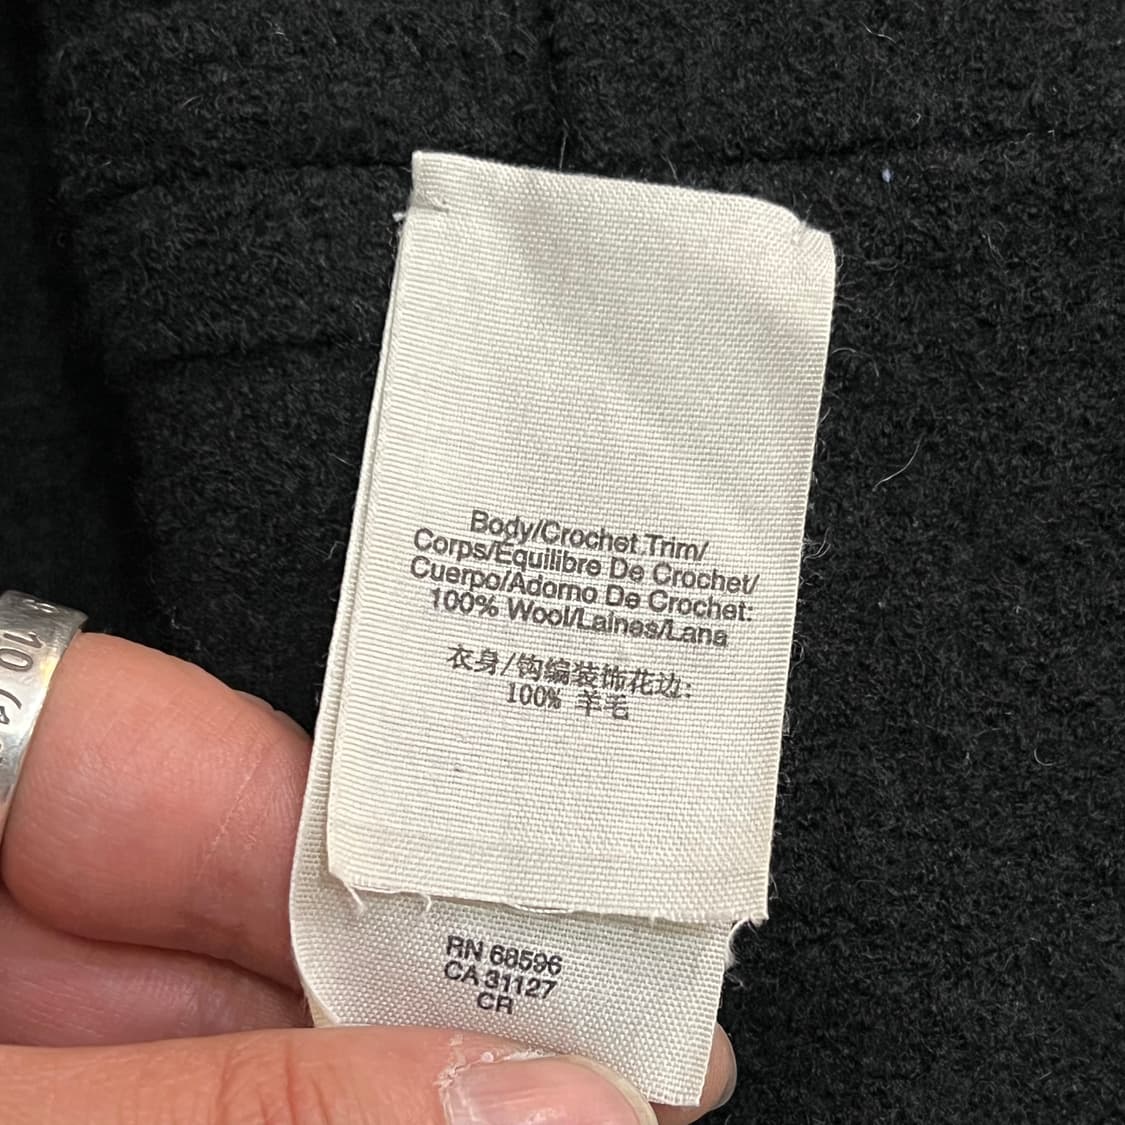 Body/Crochet Trim/
Corps/Équilibre De Crochet/
Cuerpo/Adorno De Crochet:
100% Wool/Laines/Lana
衣身/钩编装饰花边:
100% 羊毛
RN 68596
CA 31127
CR
10